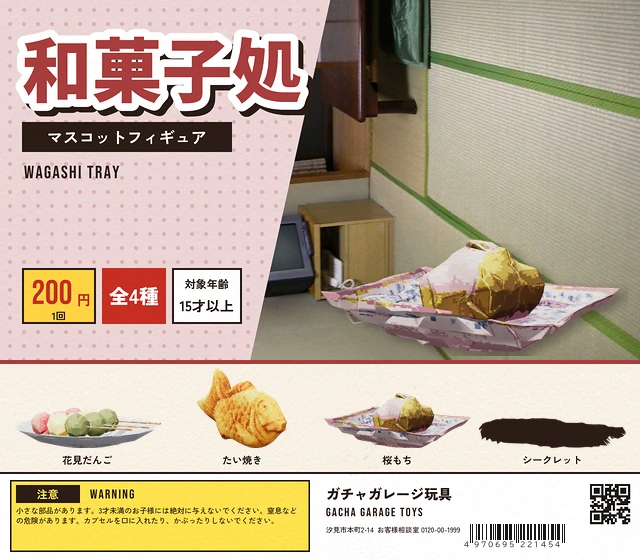 和菓子処
マスコットフィギュア
WAGASHI TRAY
200円
1回
全4種
対象年齢
15才以上
花見だんご
たい焼き
桜もち
シークレット
注意 WARNING
小さな部品があります。3才未満のお子様には絶対に与えないでください。窒息など
の危険があります。カプセルを口に入れたり、かぶったりしないでください。
ガチャガレージ玩具
GACHA GARAGE TOYS
汐見市本町2-14 お客様相談室 0120-00-1999
4 970695 221454